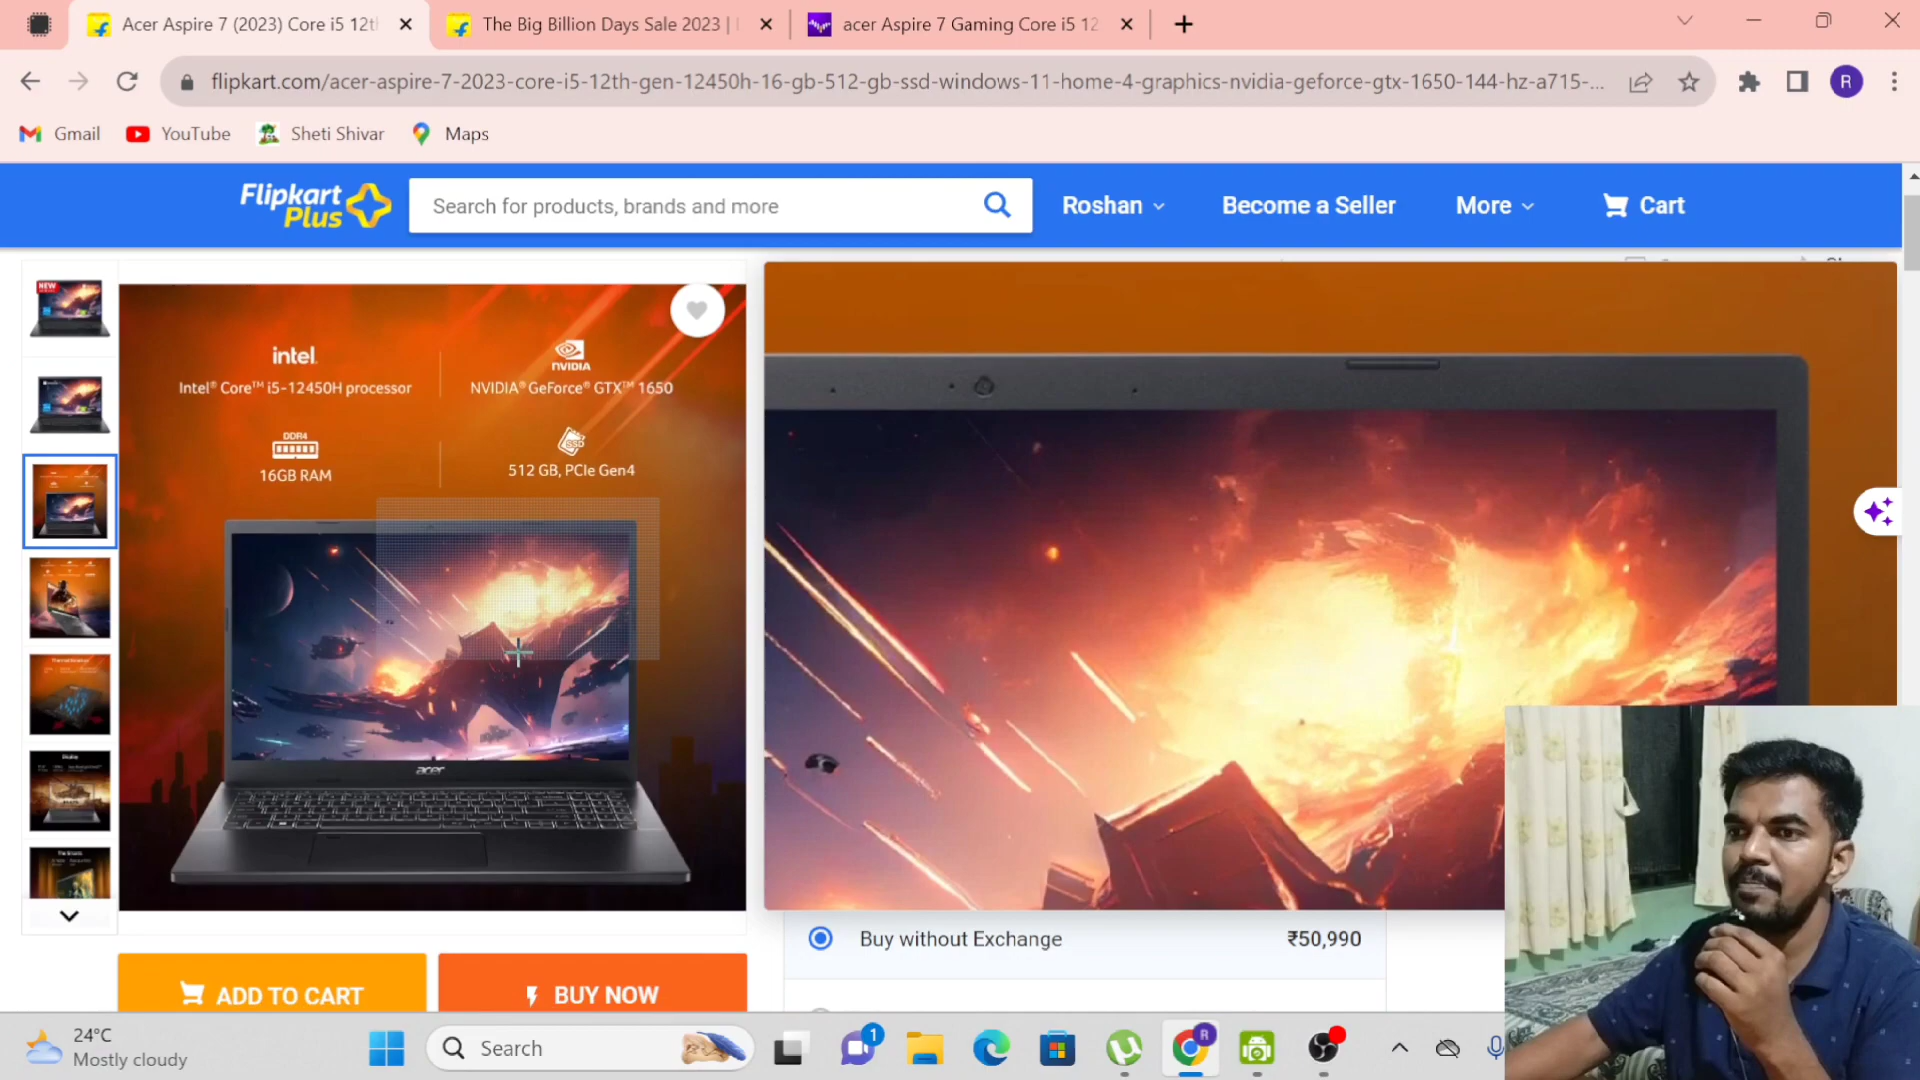 Acer Aspire 7 (2023) Core i5 12th
The Big Billion Days Sale 2023 |
acer Aspire 7 Gaming Core i5 12
flipkart.com/acer-aspire-7-2023-core-i5-12th-gen-12450h-16-gb-512-gb-ssd-windows-11-home-4-graphics-nvidia-geforce-gtx-1650-144-hz-a715-...
R
Gmail
YouTube
Sheti Shivar
Maps
Flipkart
Plus
Search for products, brands and more
Roshan
Become a Seller
More
Cart
NEW
intel.
Intel® Core™ i5-12450H processor
NVIDIA
NVIDIA® GeForce® GTX™ 1650
DDR4
16GB RAM
SSD
512 GB, PCIe Gen4
acer
Buy without Exchange
₹50,990
ADD TO CART
BUY NOW
24°C
Mostly cloudy
Search
1
R